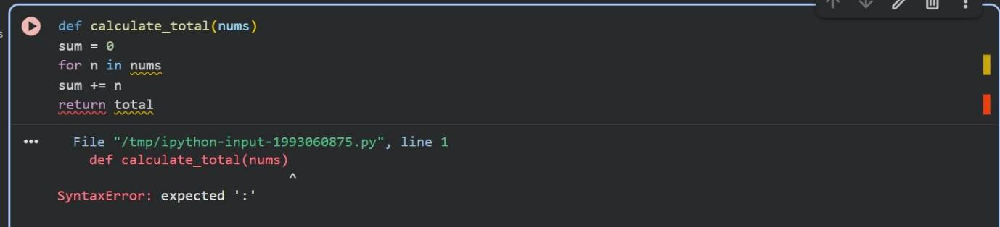 def calculate_total(nums)
sum = 0
for n in nums
sum += n
return total
File "/tmp/ipython-input-1993060875.py", line 1
def calculate_total(nums)
^
SyntaxError: expected ':'